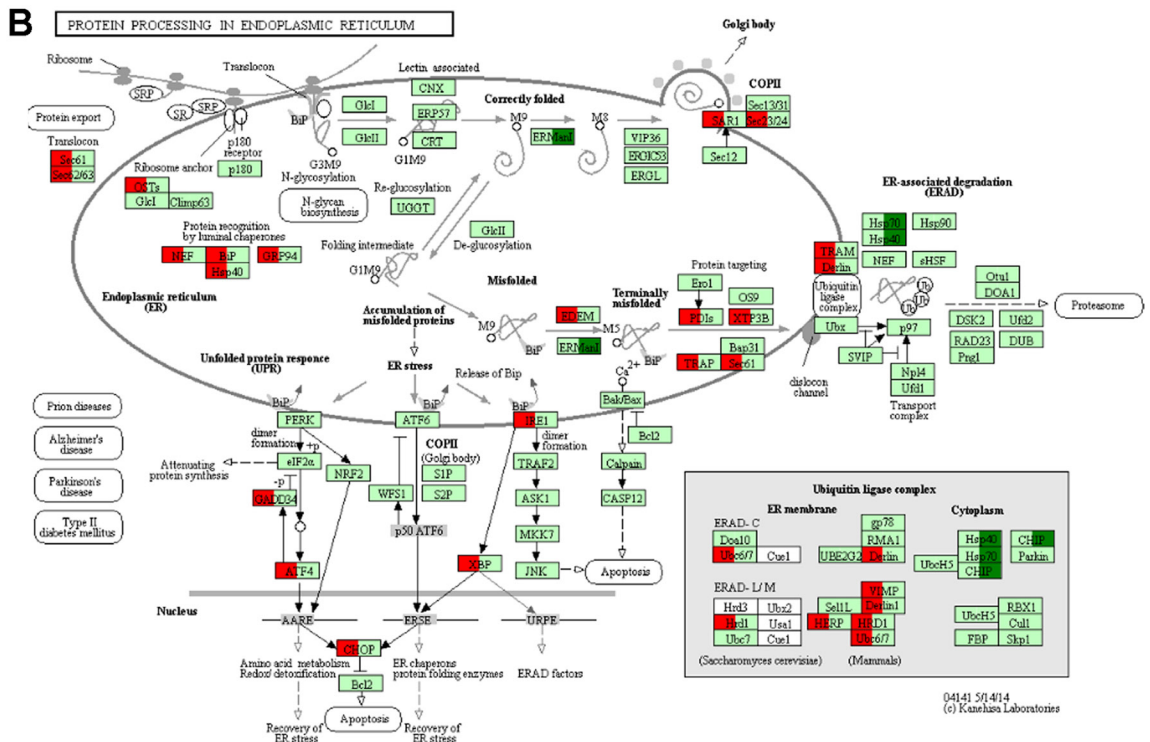 B
PROTEIN PROCESSING IN ENDOPLASMIC RETICULUM
Ribosome
SRP
SR
SRP
Translocon
BiP
Protein export
Translocon
Sec61
Sec62/63
Ribosome anchor
p180
receptor
p180
OSTs
GlcI
Climp63
G3M9
N-glycosylation
N-glycan
biosynthesis
GlcI
GlcII
Lectin associated
CNX
ERP57
CRT
G1M9
Correctly folded
M9
ERManI
M8
VIP36
ERGIC53
ERGL
Golgi body
COPII
Sec13/31
SAR1
Sec23/24
Sec12
Re-glucosylation
UGGT
GlcII
De-glucosylation
Protein recognition
by luminal chaperones
NEF
BiP
GRP94
Hsp40
Folding intermediate
G1M9
Endoplasmic reticulum
(ER)
Misfolded
Accumulation of
misfolded proteins
M9
BiP
EDEM
ERManI
Terminally
misfolded
M5
BiP
Protein targeting
Ero1
OS9
PDIs
XTP3B
Bap31
TRAP
Sec61
ER-associated degradation
(ERAD)
Hsp70
Hsp40
Hsp90
NEF
sHSF
TRAM
Derlin
Ubiquitin
ligase
complex
Ub
Ub
Ub
Otu1
DOA1
Proteasome
Ubx
p97
DSK2
Ufd2
RAD23
DUB
Png1
SVIP
Npl4
Ufd1
Transport
complex
dislocon
channel
Unfolded protein responce
(UPR)
ER stress
Release of Bip
BiP
BiP
BiP
PERK
ATF6
IRE1
Ca2+
Bak/Bax
Bcl2
Prion diseases
Alzheimer's
disease
Parkinson's
disease
Type II
diabetes mellitus
dimer
formation
+p
eIF2α
Attenuating
protein synthesis
-p
GADD34
NRF2
ATF4
COPII
(Golgi body)
WFS1
S1P
S2P
p50 ATF6
XBP
dimer
formation
TRAF2
ASK1
MKK7
JNK
Calpain
CASP12
Apoptosis
Nucleus
AARE
ERSE
URPE
CHOP
Amino acid metabolism
Redox/ detoxification
ER chaperons
protein folding enzymes
ERAD factors
Bcl2
Recovery of
ER stress
Apoptosis
Recovery of
ER stress
Ubiquitin ligase complex
ER membrane
Cytoplasm
ERAD- C
Doa10
Ubc6/7
Cue1
gp78
RMA1
UBE2G2
Derlin
UbcH5
Hsp40
Hsp70
CHIP
CHIP
Parkin
ERAD- L/ M
Hrd3
Ubx2
Hrd1
Usa1
Ubc7
Cue1
(Saccharomyces cerevisiae)
VIMP
Sel1L
Derlin1
HERP
HRD1
Ubc6/7
(Mammals)
UbcH5
RBX1
Cul1
FBP
Skp1
04141 5/14/14
(c) Kanehisa Laboratories